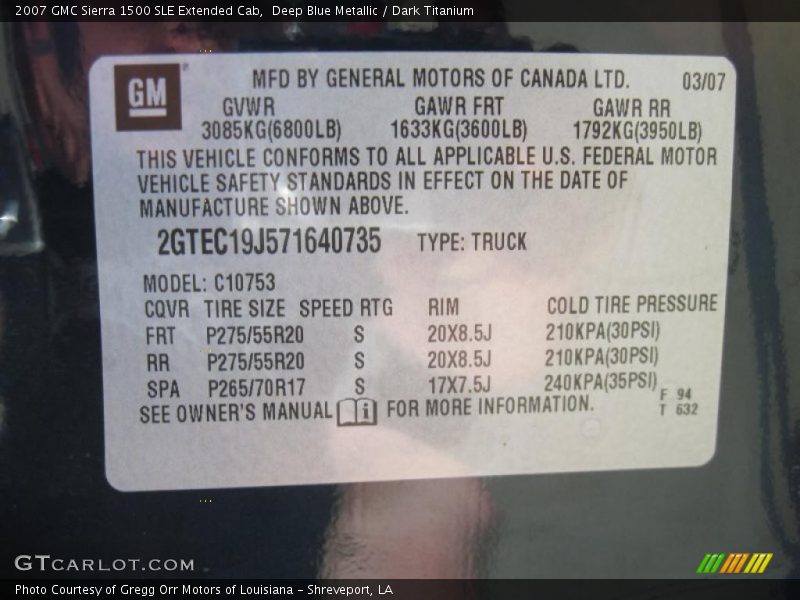 2007 GMC Sierra 1500 SLE Extended Cab, Deep Blue Metallic / Dark Titanium
GM
MFD BY GENERAL MOTORS OF CANADA LTD. 03/07
GVWR GAWR FRT GAWR RR
3085KG(6800LB) 1633KG(3600LB) 1792KG(3950LB)
THIS VEHICLE CONFORMS TO ALL APPLICABLE U.S. FEDERAL MOTOR
VEHICLE SAFETY STANDARDS IN EFFECT ON THE DATE OF
MANUFACTURE SHOWN ABOVE.
2GTEC19J571640735 TYPE: TRUCK
MODEL: C10753
CQVR TIRE SIZE SPEED RTG RIM COLD TIRE PRESSURE
FRT P275/55R20 S 20X8.5J 210KPA(30PSI)
RR P275/55R20 S 20X8.5J 210KPA(30PSI)
SPA P265/70R17 S 17X7.5J 240KPA(35PSI)
SEE OWNER'S MANUAL i FOR MORE INFORMATION.
F 94
T 632
GTCARLOT.COM
Photo Courtesy of Gregg Orr Motors of Louisiana - Shreveport, LA